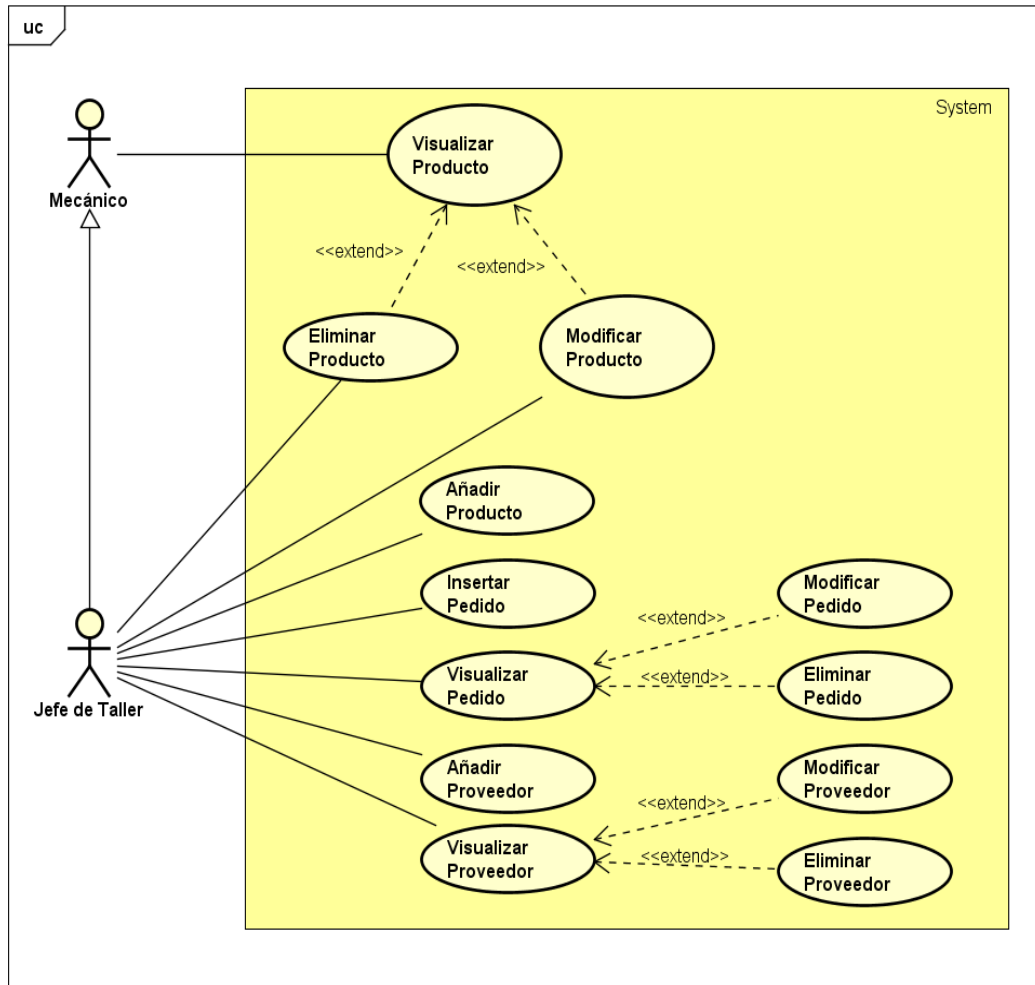 uc
System
Visualizar
Producto
Mecánico
<<extend>>
<<extend>>
Eliminar
Producto
Modificar
Producto
Añadir
Producto
Insertar
Pedido
Modificar
Pedido
<<extend>>
Jefe de Taller
Visualizar
Pedido
<<extend>>
Eliminar
Pedido
Añadir
Proveedor
Modificar
Proveedor
<<extend>>
Visualizar
Proveedor
<<extend>>
Eliminar
Proveedor